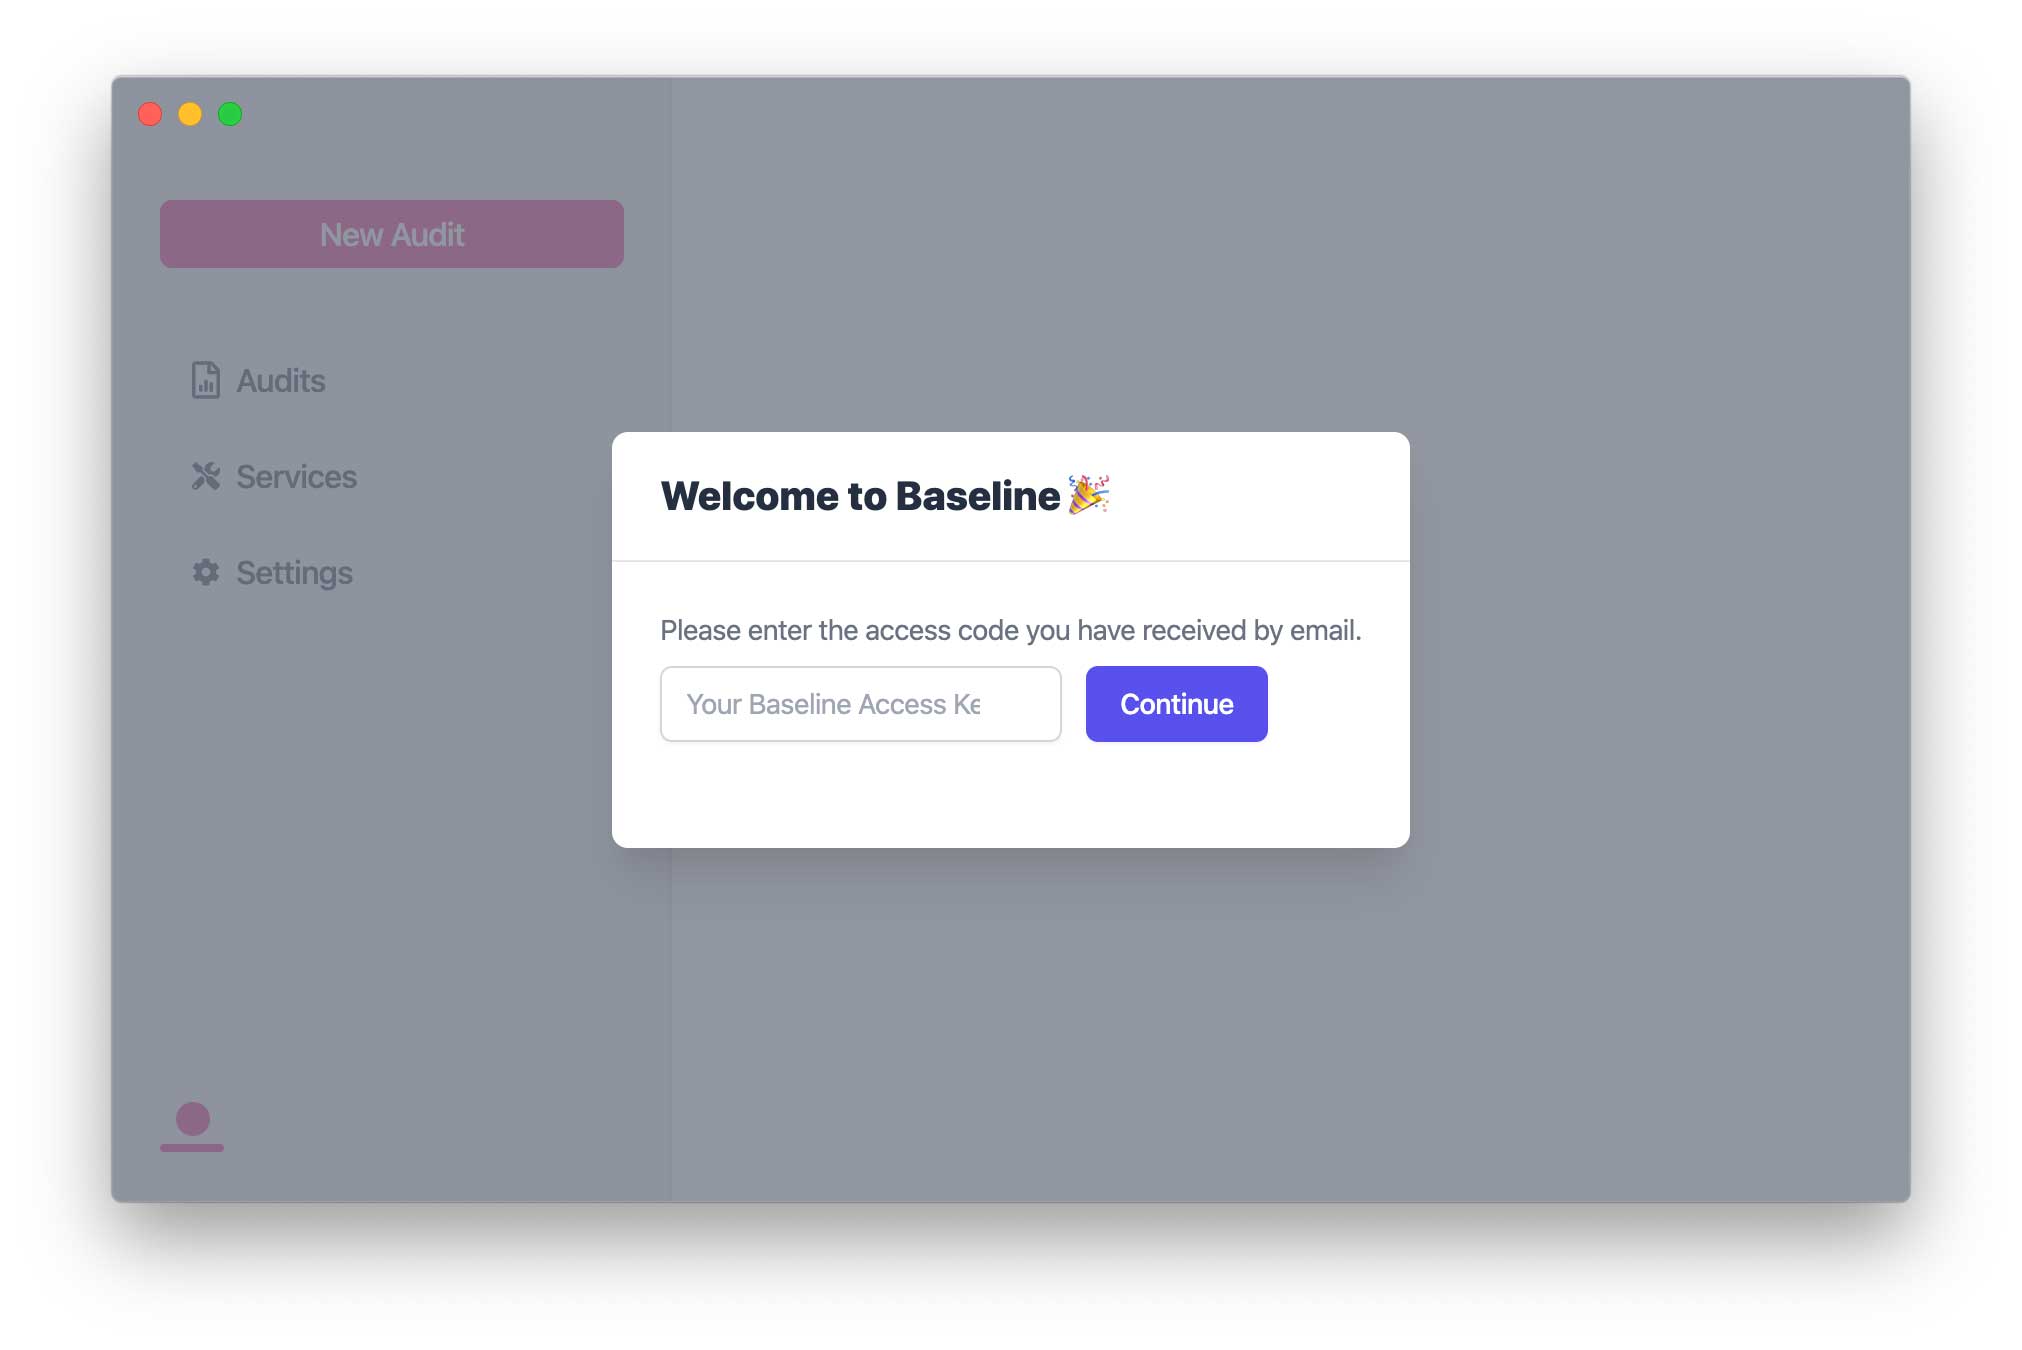 New Audit
Audits
Services
Settings
Welcome to Baseline 🎉
Please enter the access code you have received by email.
Your Baseline Access Ke
Continue